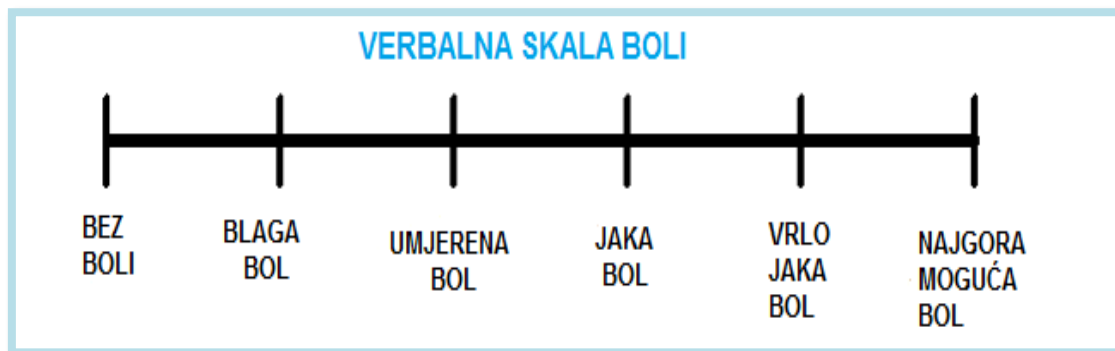 VERBALNA SKALA BOLI
BEZ
BOLI
BLAGA
BOL
UMJERENA
BOL
JAKA
BOL
VRLO
JAKA
BOL
NAJGORA
MOGUĆA
BOL